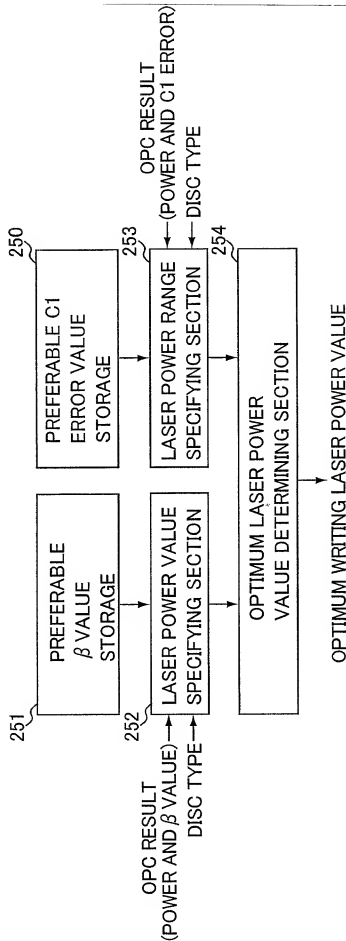 251
PREFERABLE
β VALUE
STORAGE
250
PREFERABLE C1
ERROR VALUE
STORAGE
OPC RESULT
(POWER AND β VALUE)
DISC TYPE
252
LASER POWER VALUE
SPECIFYING SECTION
253
LASER POWER RANGE
SPECIFYING SECTION
OPC RESULT
(POWER AND C1 ERROR)
DISC TYPE
254
OPTIMUM LASER POWER
VALUE DETERMINING SECTION
OPTIMUM WRITING LASER POWER VALUE